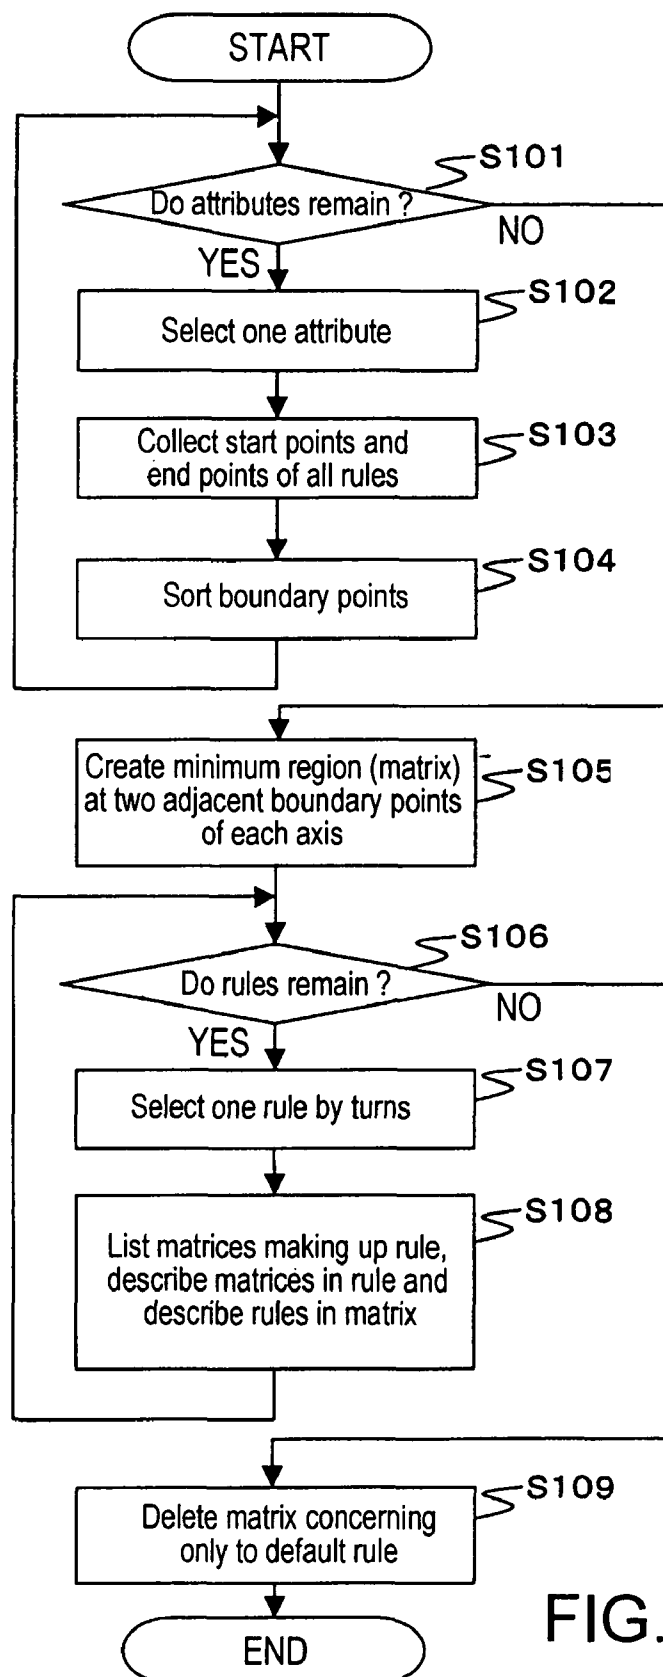 START
S101
Do attributes remain ?
NO
YES
S102
Select one attribute
S103
Collect start points and
end points of all rules
S104
Sort boundary points
S105
Create minimum region (matrix)
at two adjacent boundary points
of each axis
S106
Do rules remain ?
NO
YES
S107
Select one rule by turns
S108
List matrices making up rule,
describe matrices in rule and
describe rules in matrix
S109
Delete matrix concerning
only to default rule
END
FIG.